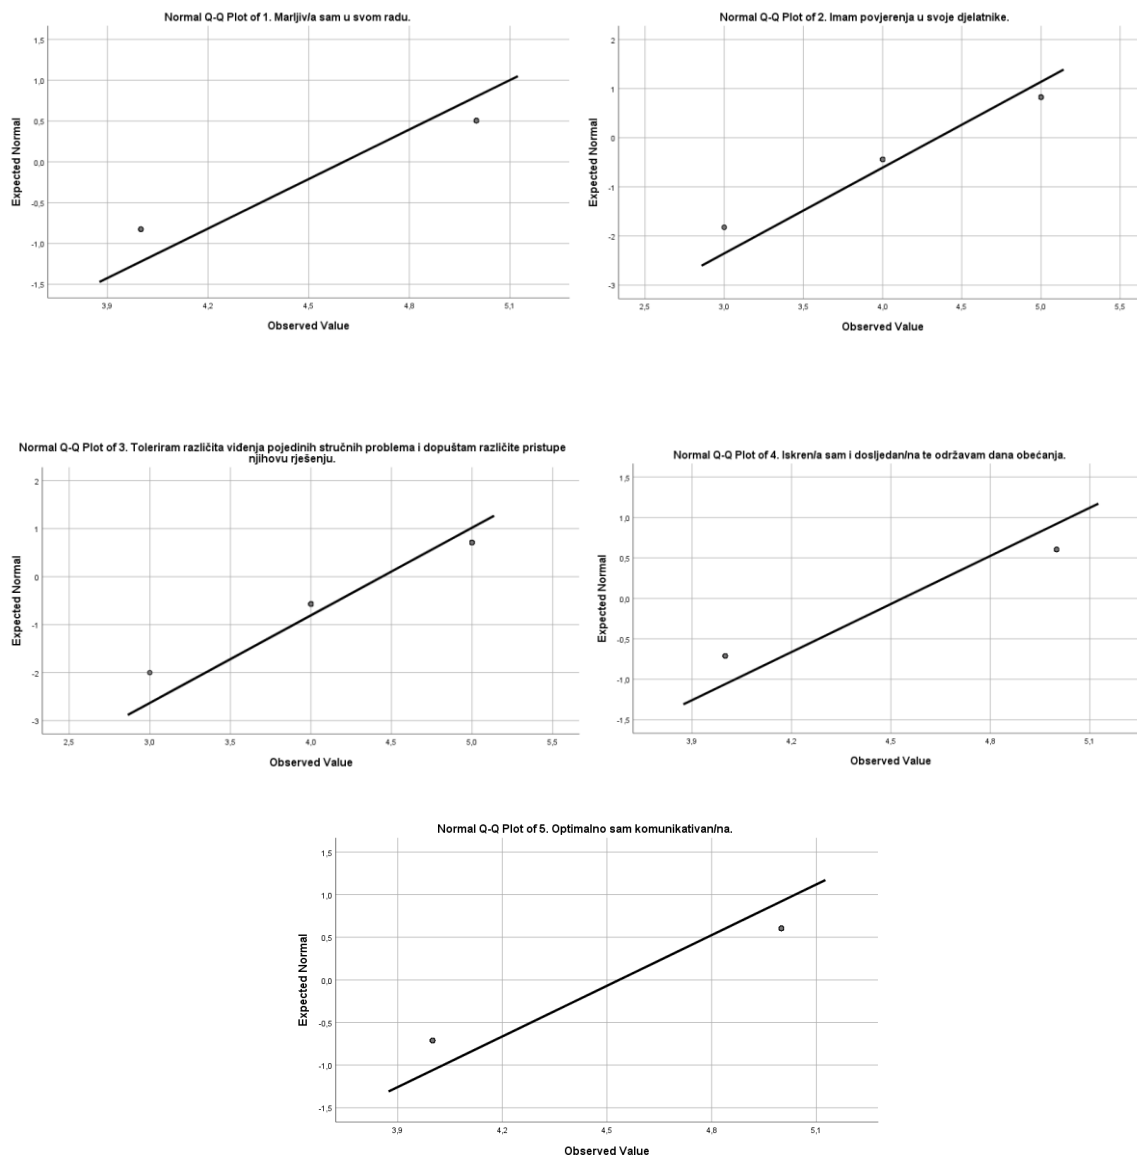 Normal Q-Q Plot of 1. Marljiv/a sam u svom radu.
1,5
1,0
0,5
0,0
-0,5
-1,0
-1,5
Expected Normal
3,9 4,2 4,5 4,8 5,1
Observed Value
Normal Q-Q Plot of 2. Imam povjerenja u svoje djelatnike.
2
1
0
-1
-2
-3
Expected Normal
2,5 3,0 3,5 4,0 4,5 5,0 5,5
Observed Value
Normal Q-Q Plot of 3. Toleriram različita viđenja pojedinih stručnih problema i dopuštam različite pristupe
njihovu rješenju.
2
1
0
-1
-2
-3
Expected Normal
2,5 3,0 3,5 4,0 4,5 5,0 5,5
Observed Value
Normal Q-Q Plot of 4. Iskren/a sam i dosljedan/na te održavam dana obećanja.
1,5
1,0
0,5
0,0
-0,5
-1,0
-1,5
Expected Normal
3,9 4,2 4,5 4,8 5,1
Observed Value
Normal Q-Q Plot of 5. Optimalno sam komunikativan/na.
1,5
1,0
0,5
0,0
-0,5
-1,0
-1,5
Expected Normal
3,9 4,2 4,5 4,8 5,1
Observed Value